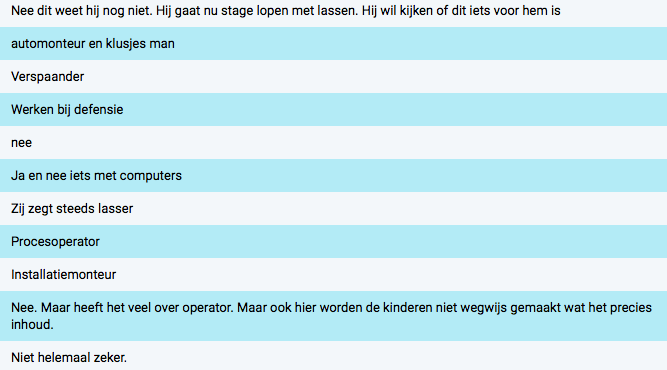 Nee dit weet hij nog niet. Hij gaat nu stage lopen met lassen. Hij wil kijken of dit iets voor hem is
automonteur en klusjes man
Verspaander
Werken bij defensie
nee
Ja en nee iets met computers
Zij zegt steeds lasser
Procesoperator
Installatiemonteur
Nee. Maar heeft het veel over operator. Maar ook hier worden de kinderen niet wegwijs gemaakt wat het precies
inhoud.
Niet helemaal zeker.